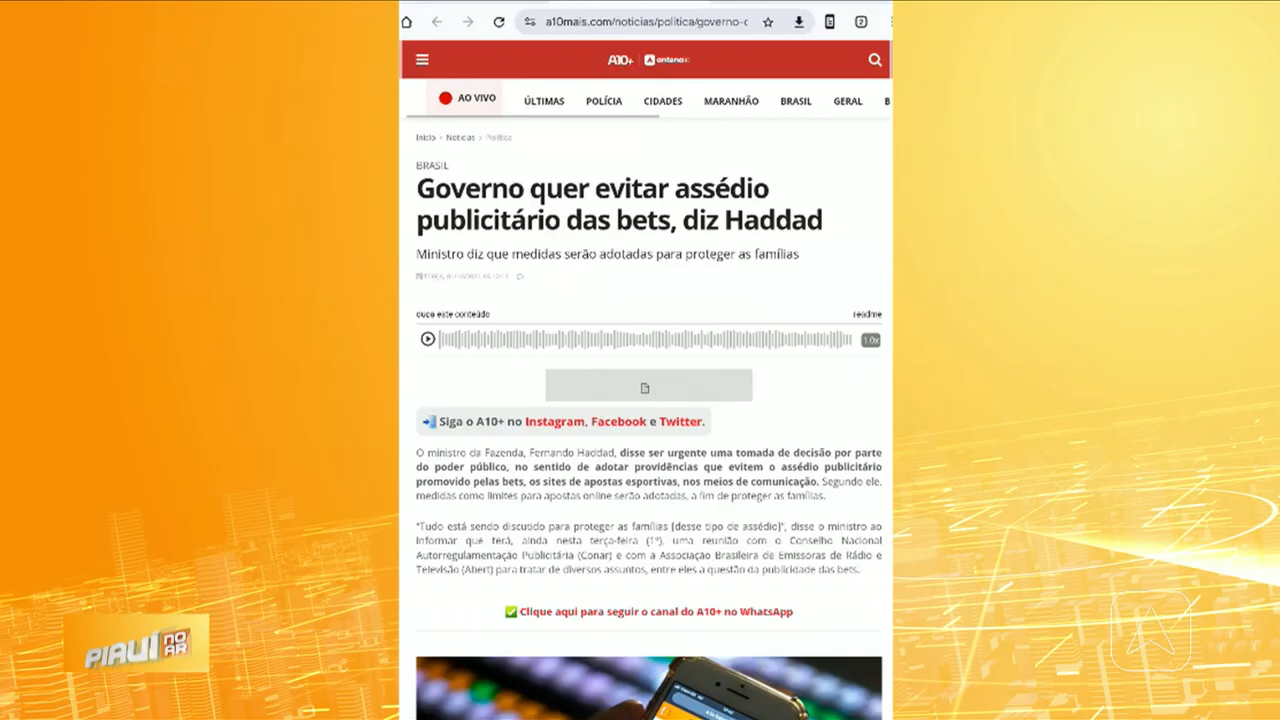 a10mais.com/noticias/politica/governo-c
2
A10+ antena10
AO VIVO ÚLTIMAS POLÍCIA CIDADES MARANHÃO BRASIL GERAL B
Início > Notícias > Política
BRASIL
Governo quer evitar assédio
publicitário das bets, diz Haddad
Ministro diz que medidas serão adotadas para proteger as famílias
ouça este conteúdo readme
1.0x
Siga o A10+ no Instagram, Facebook e Twitter.
O ministro da Fazenda, Fernando Haddad, disse ser urgente uma tomada de decisão por parte
do poder público, no sentido de adotar providências que evitem o assédio publicitário
promovido pelas bets, os sites de apostas esportivas, nos meios de comunicação. Segundo ele,
medidas como limites para apostas online serão adotadas, a fim de proteger as famílias.
“Tudo está sendo discutido para proteger as famílias [desse tipo de assédio]”, disse o ministro ao
informar que terá, ainda nesta terça-feira (1º), uma reunião com o Conselho Nacional
Autorregulamentação Publicitária (Conar) e com a Associação Brasileira de Emissoras de Rádio e
Televisão (Abert) para tratar de diversos assuntos, entre eles a questão da publicidade das bets.
Clique aqui para seguir o canal do A10+ no WhatsApp
PIAUÍ NO AR